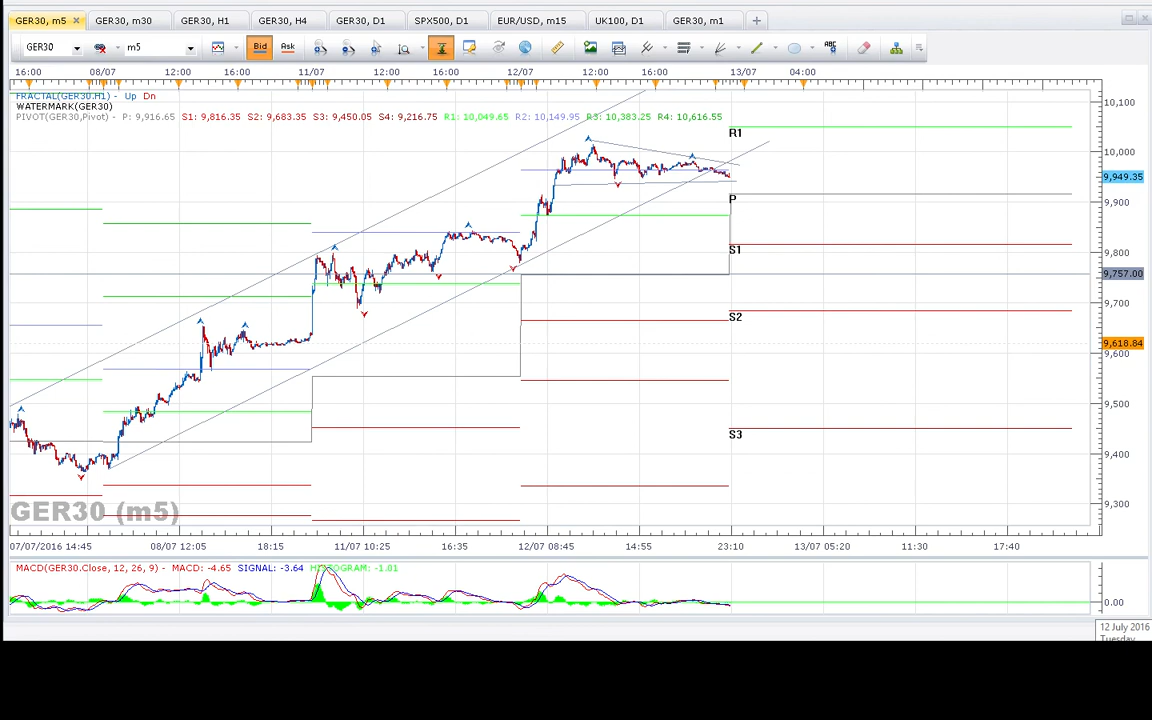 GER30, m5 GER30, m30 GER30, H1 GER30, H4 GER30, D1 SPX500, D1 EUR/USD, m15 UK100, D1 GER30, m1
GER30 m5 Bid Ask ABC
16:00 08/07 12:00 16:00 11/07 12:00 16:00 12/07 12:00 16:00 13/07 04:00
FRACTAL(GER30.H1) - Up Dn
WATERMARK(GER30)
PIVOT(GER30,Pivot) - P: 9,916.65 S1: 9,816.35 S2: 9,683.35 S3: 9,450.05 S4: 9,216.75 R1: 10,049.65 R2: 10,149.95 R3: 10,383.25 R4: 10,616.55
10,100
R1
10,000
9,949.35
P
9,900
S1
9,800
9,757.00
9,700
S2
9,618.84
9,600
9,500
S3
9,400
9,300
GER30 (m5)
07/07/2016 14:45 08/07 12:05 18:15 11/07 10:25 16:35 12/07 08:45 14:55 23:10 13/07 05:20 11:30 17:40
MACD(GER30.Close, 12, 26, 9) - MACD: -4.65 SIGNAL: -3.64 HISTOGRAM: -1.01
0.00
12 July 2016
Tuesday